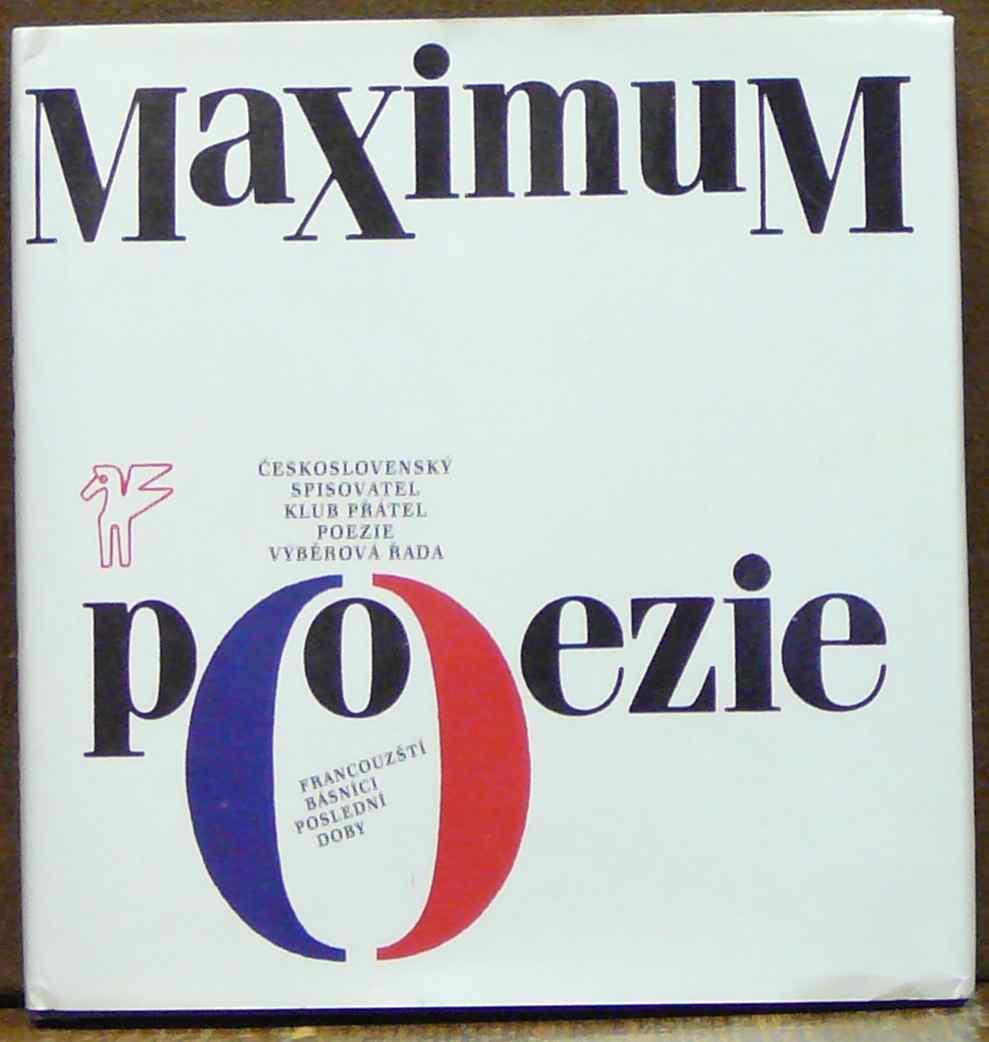 MaximuM
ČESKOSLOVENSKÝ
SPISOVATEL
KLUB PŘÁTEL
POEZIE
VÝBĚROVÁ ŘADA
poezie
FRANCOUZŠTÍ
BÁSNÍCI
POSLEDNÍ
DOBY